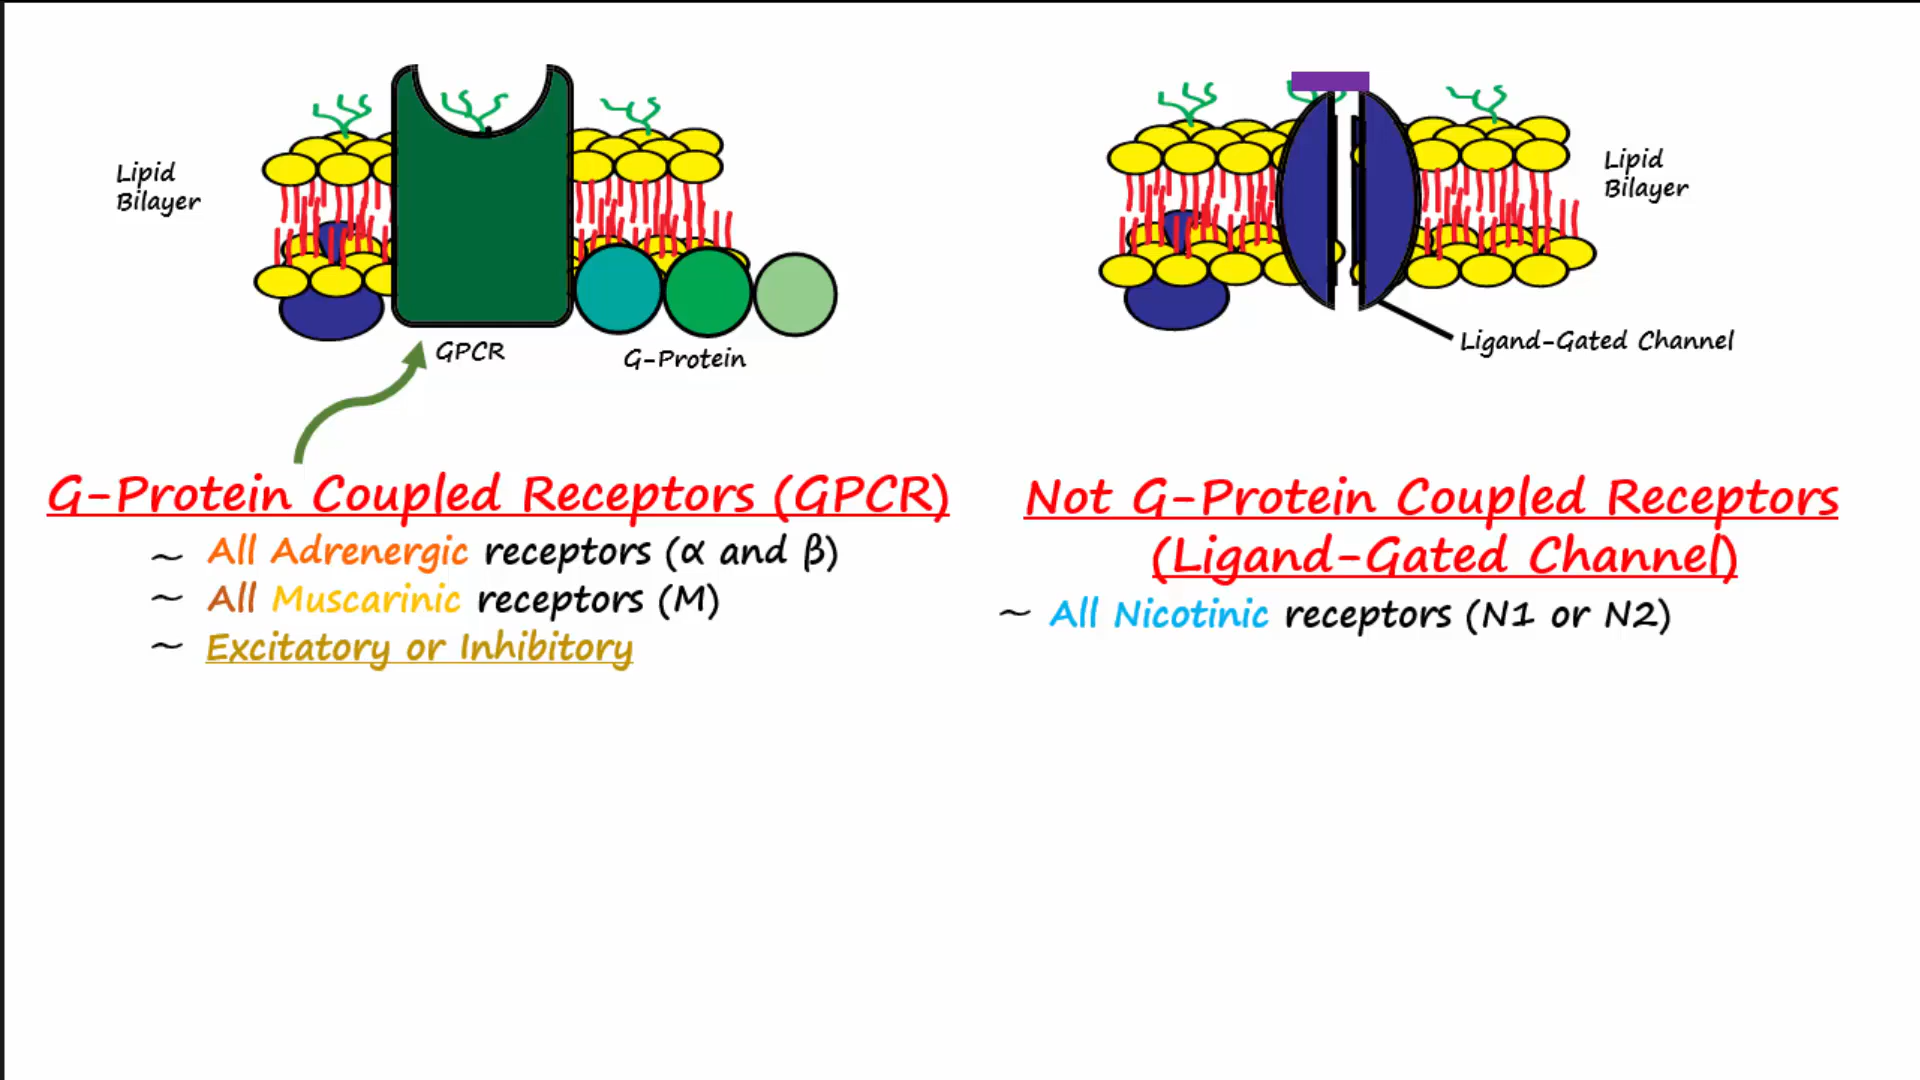 Lipid
Bilayer
GPCR
G-Protein
Lipid
Bilayer
Ligand-Gated Channel
G-Protein Coupled Receptors (GPCR)
~ All Adrenergic receptors (α and β)
~ All Muscarinic receptors (M)
~ Excitatory or Inhibitory
Not G-Protein Coupled Receptors
(Ligand-Gated Channel)
~ All Nicotinic receptors (N1 or N2)